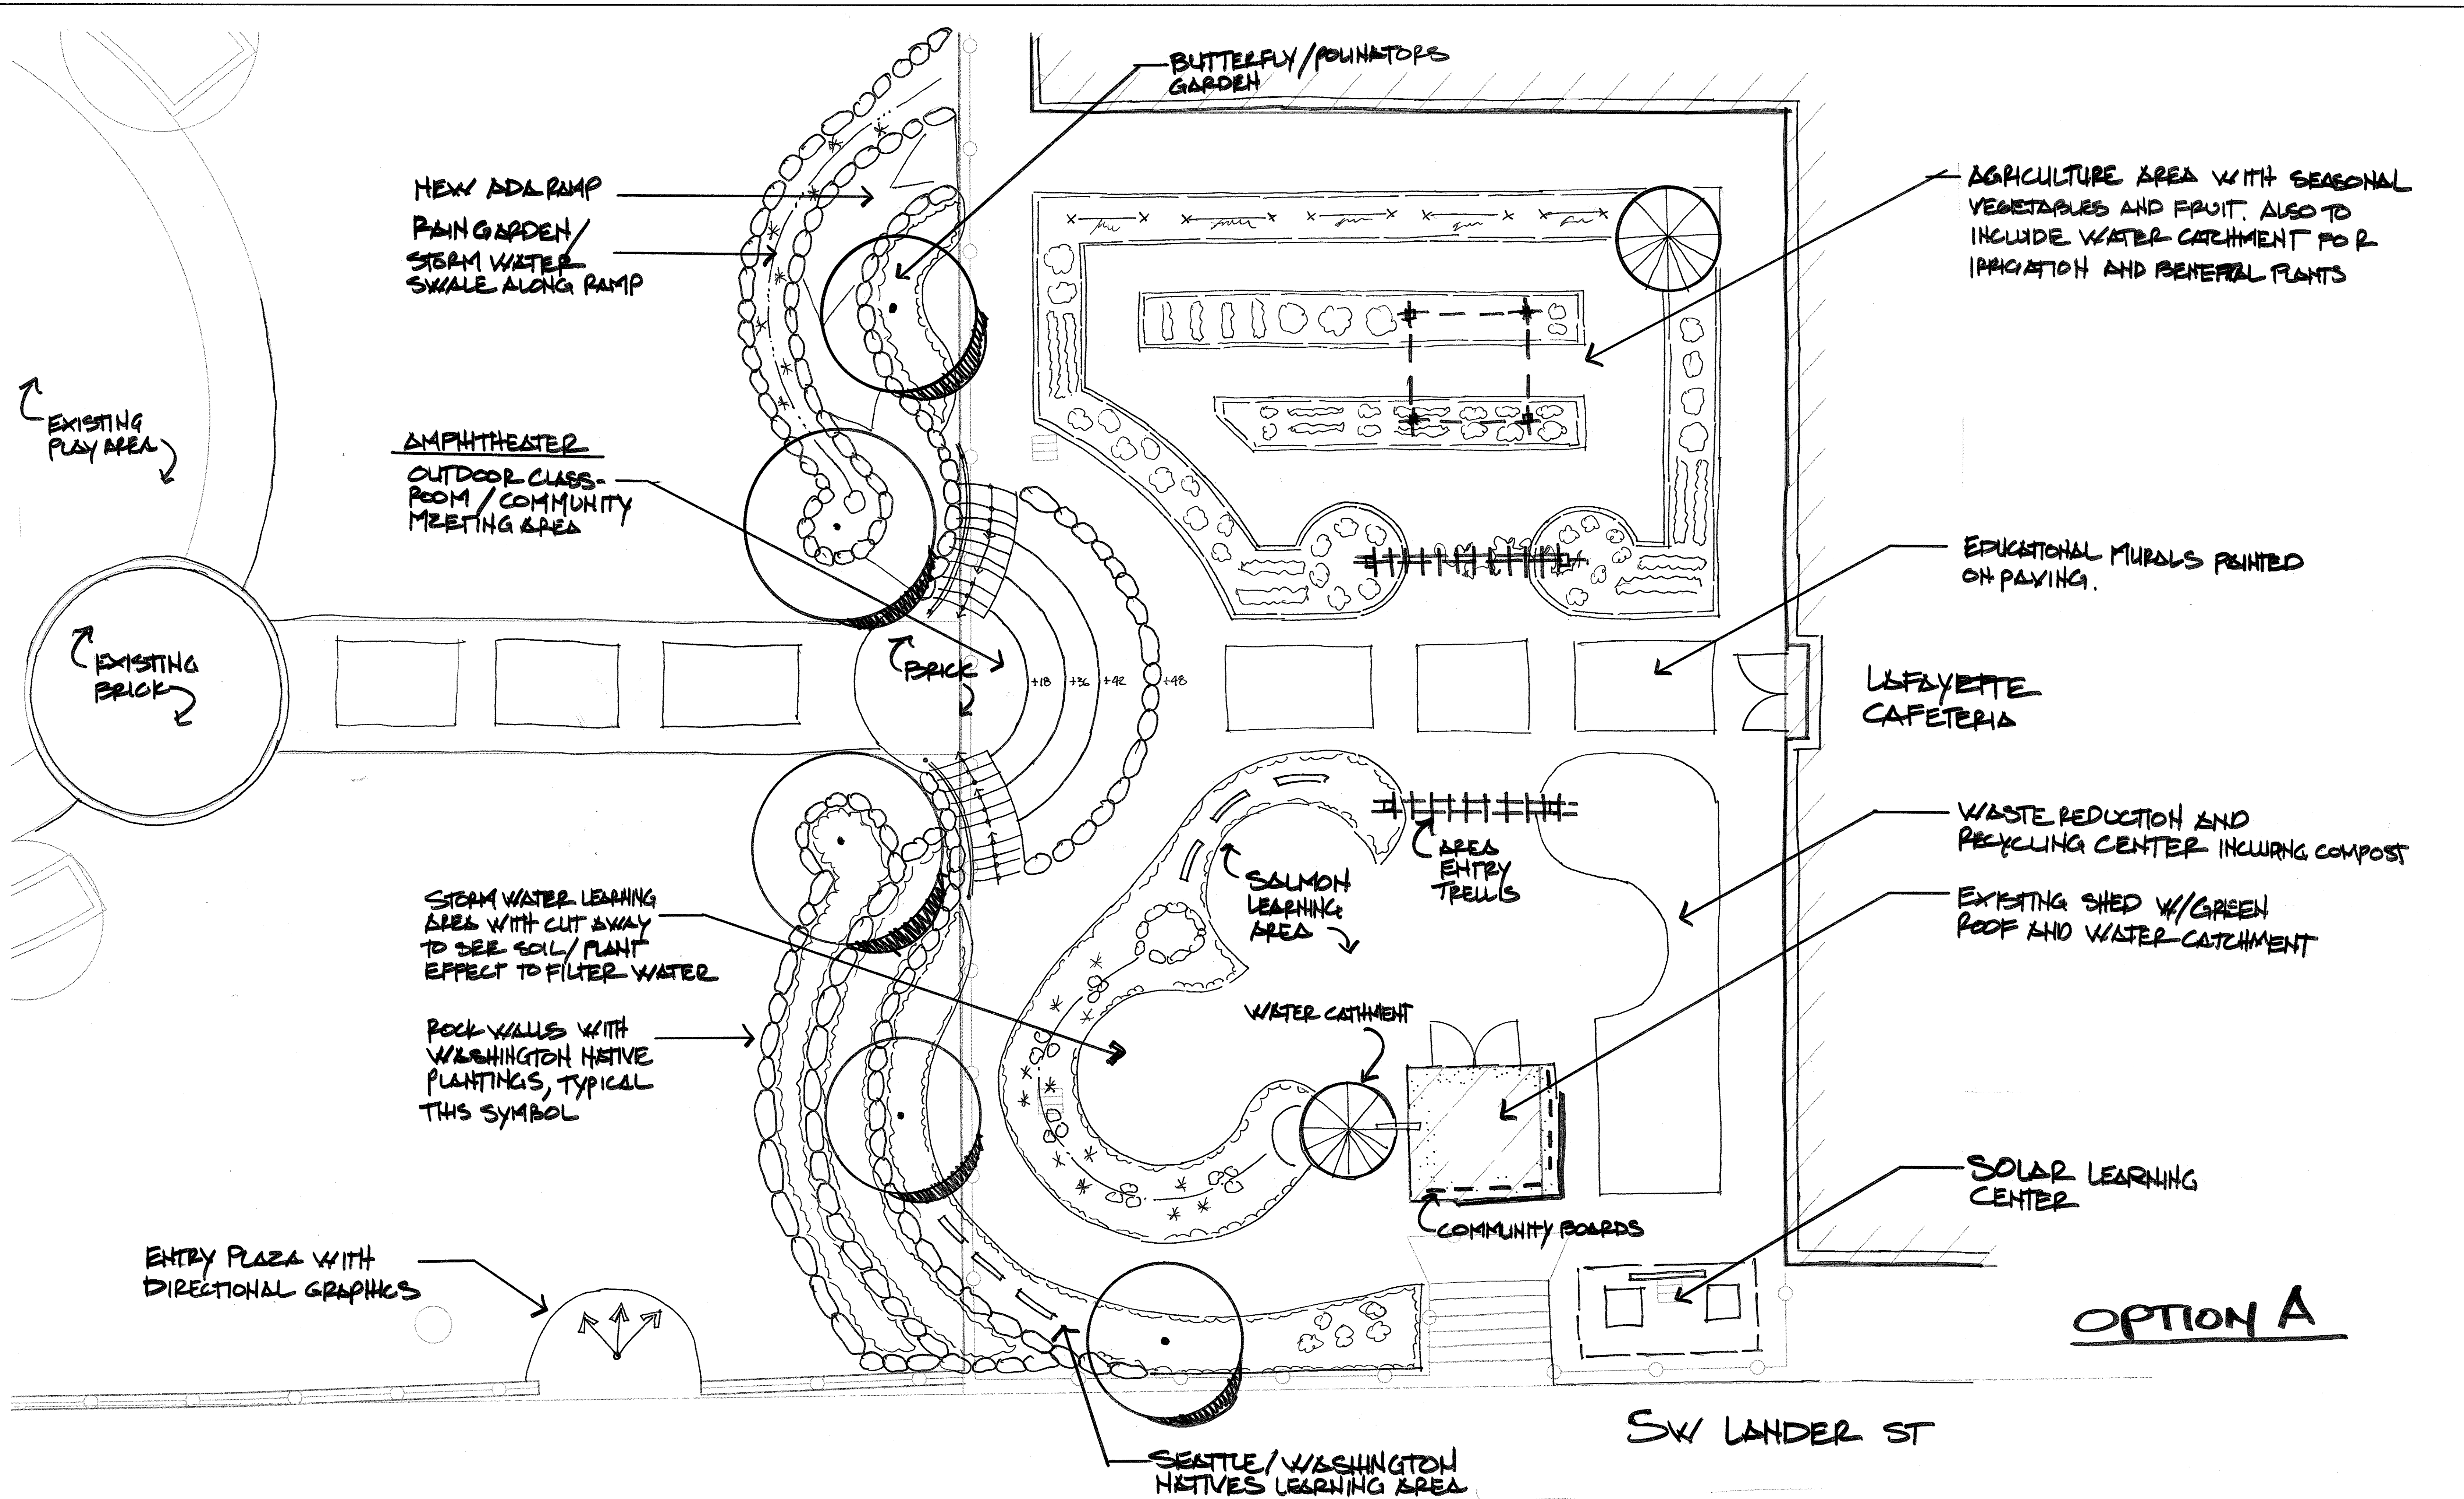 BUTTERFLY/POLINATORS
GARDEN
NEW ADA RAMP
RAIN GARDEN/
STORM WATER
SWALE ALONG RAMP
AGRICULTURE AREA WITH SEASONAL
VEGETABLES AND FRUIT. ALSO TO
INCLUDE WATER CATCHMENT FOR
IRRIGATION AND PLANTS
EXISTING
PLAY AREA
AMPHITHEATER
OUTDOOR CLASS-
ROOM / COMMUNITY
MEETING AREA
EDUCATIONAL MURALS PAINTED
ON PAVING.
EXISTING
BRICK
BRICK
+18
+36
+42
+48
LAFAYETTE
CAFETERIA
AREA
ENTRY
TRELLIS
WASTE REDUCTION AND
RECYCLING CENTER COMPOST
SALMON
LEARNING
AREA
EXISTING SHED W/GREEN
ROOF AND WATER CATCHMENT
STORM WATER LEARNING
AREA WITH CUT AWAY
TO SEE SOIL/PLANT
EFFECT TO FILTER WATER
WATER CATHMENT
ROCK WALLS WITH
WASHINGTON NATIVE
PLANTINGS, TYPICAL
THIS SYMBOL
SOLAR LEARNING
CENTER
COMMUNITY BOARDS
ENTRY PLAZA WITH
DIRECTIONAL GRAPHICS
OPTION A
SW LANDER ST
SEATTLE/WASHINGTON
NATIVES LEARNING AREA